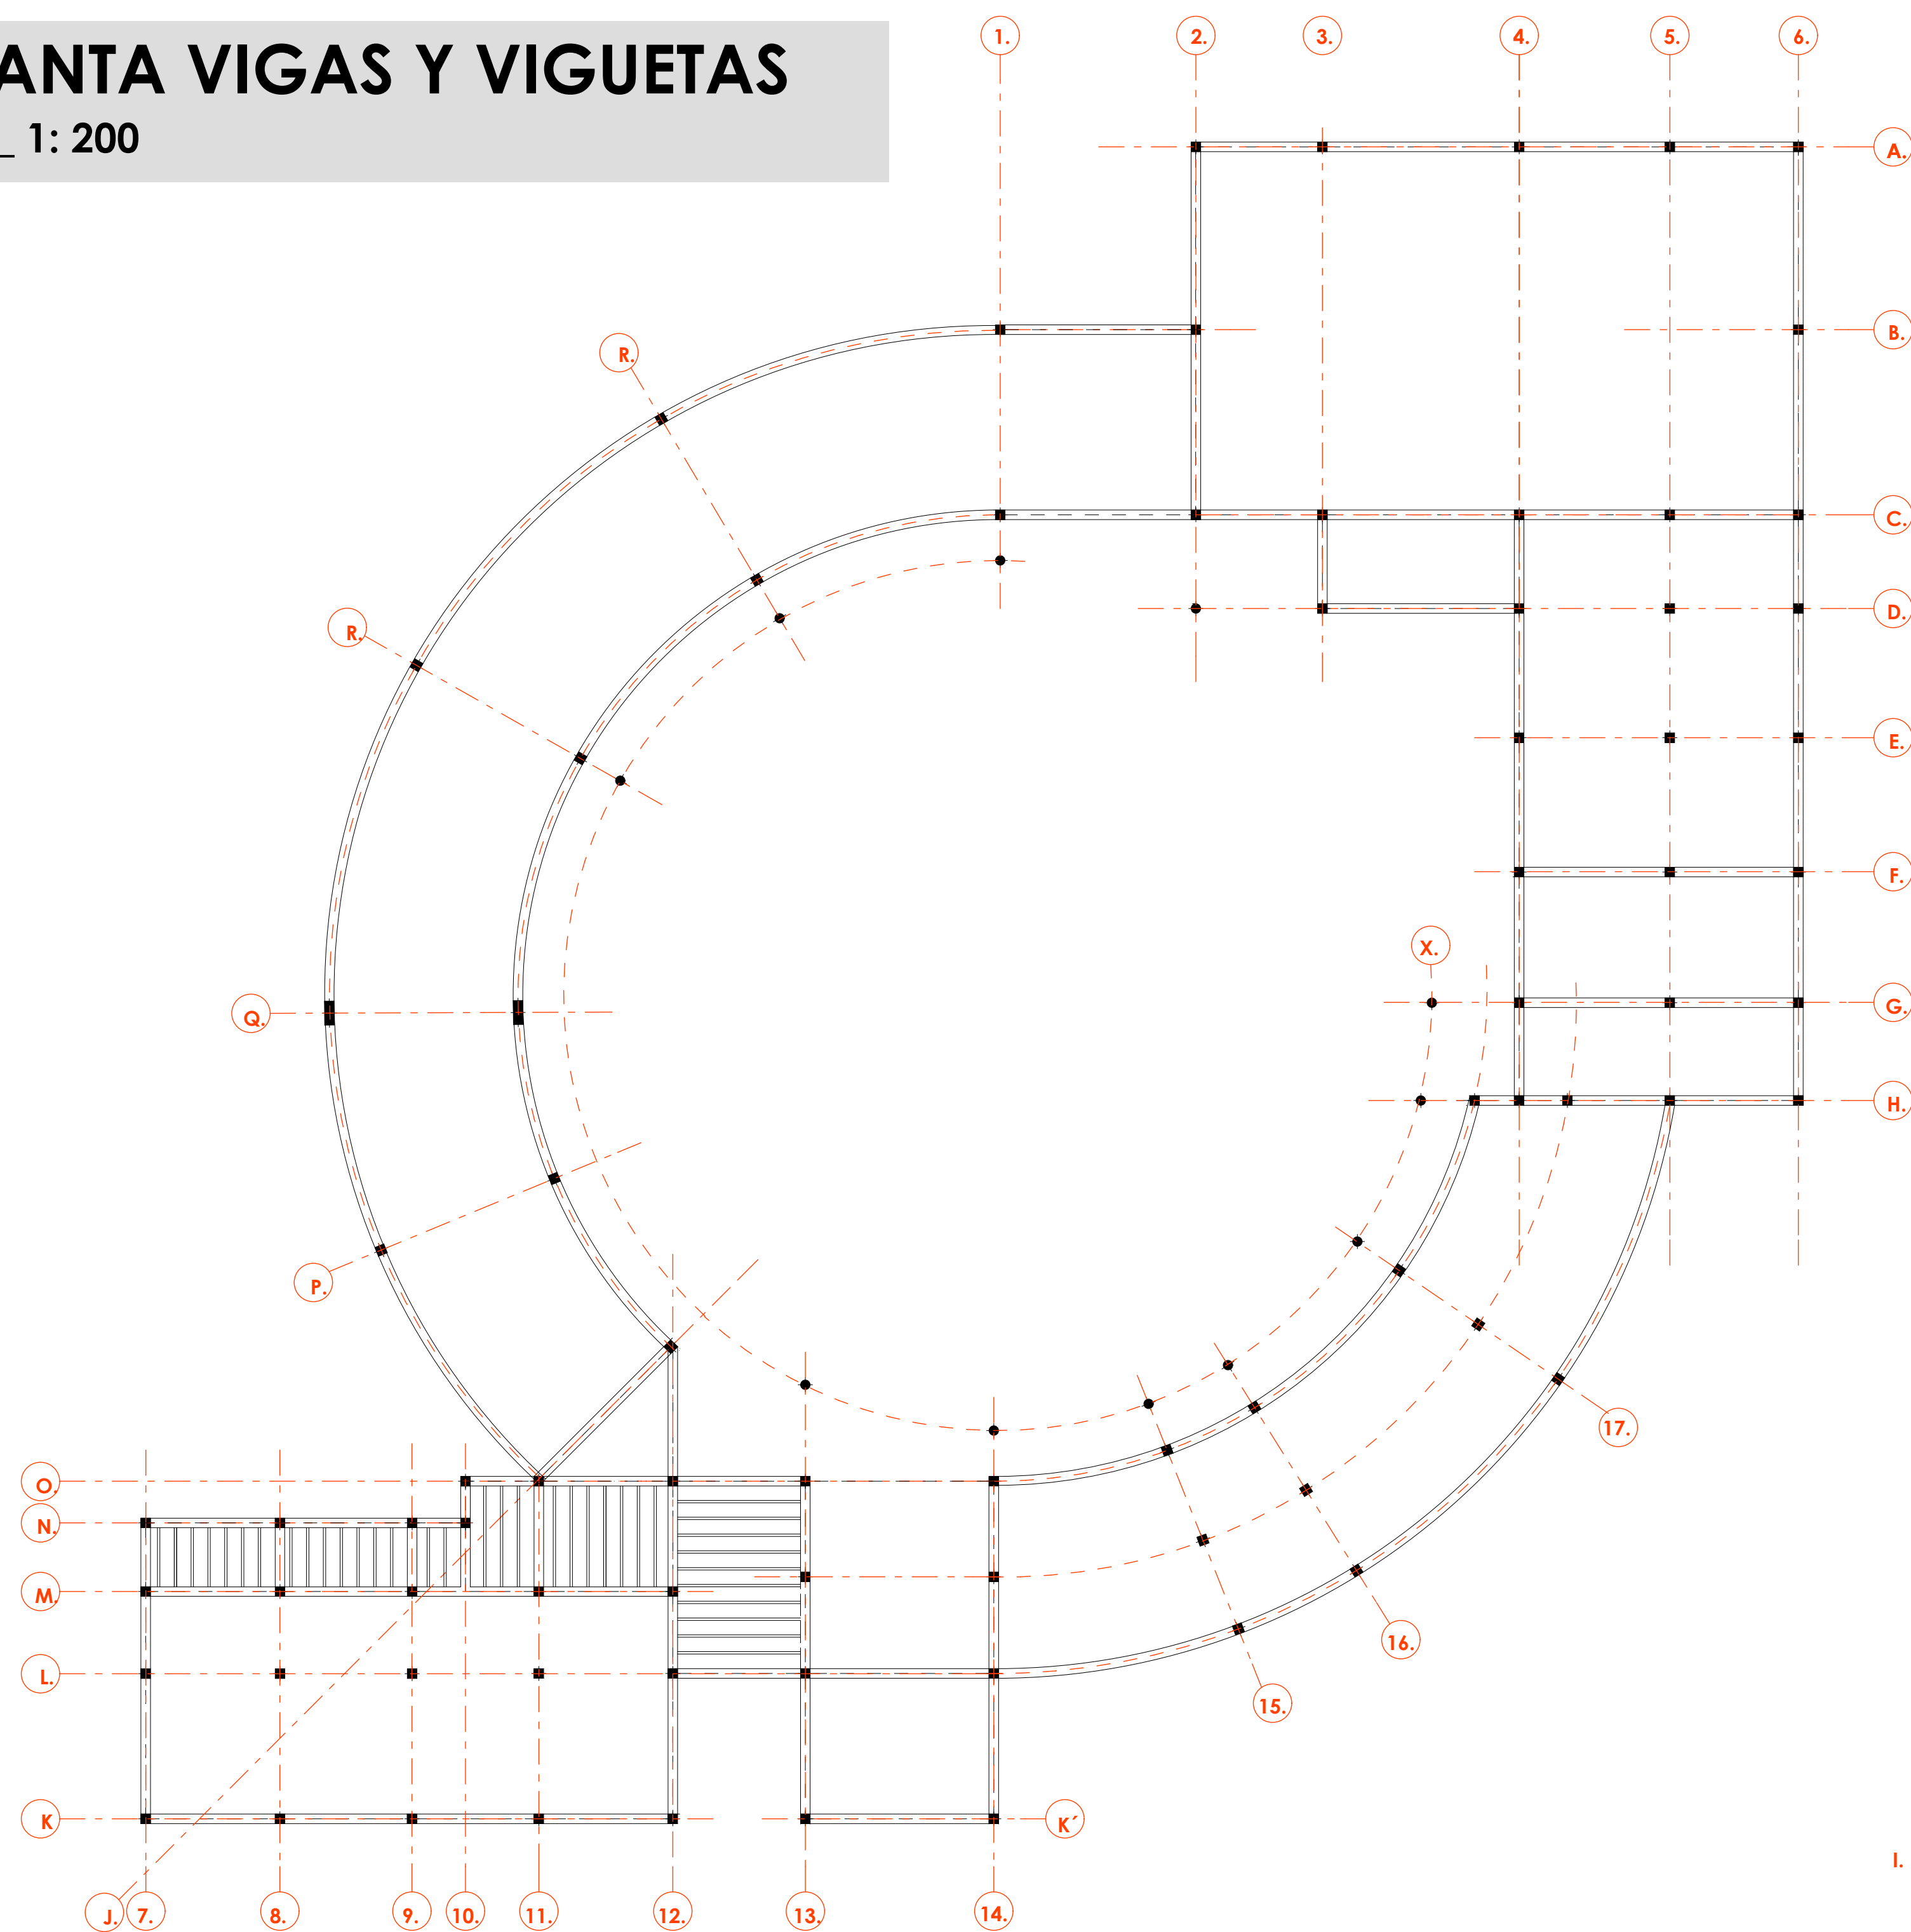 ANTA VIGAS Y VIGUETAS
_ 1: 200
1. 2. 3. 4. 5. 6.
A.
B.
R.
C.
D.
R.
E.
F.
X.
G.
Q.
H.
P.
17.
O.
N.
M.
16.
L.
15.
K
K´
I.
J. 7. 8. 9. 10. 11. 12. 13. 14.